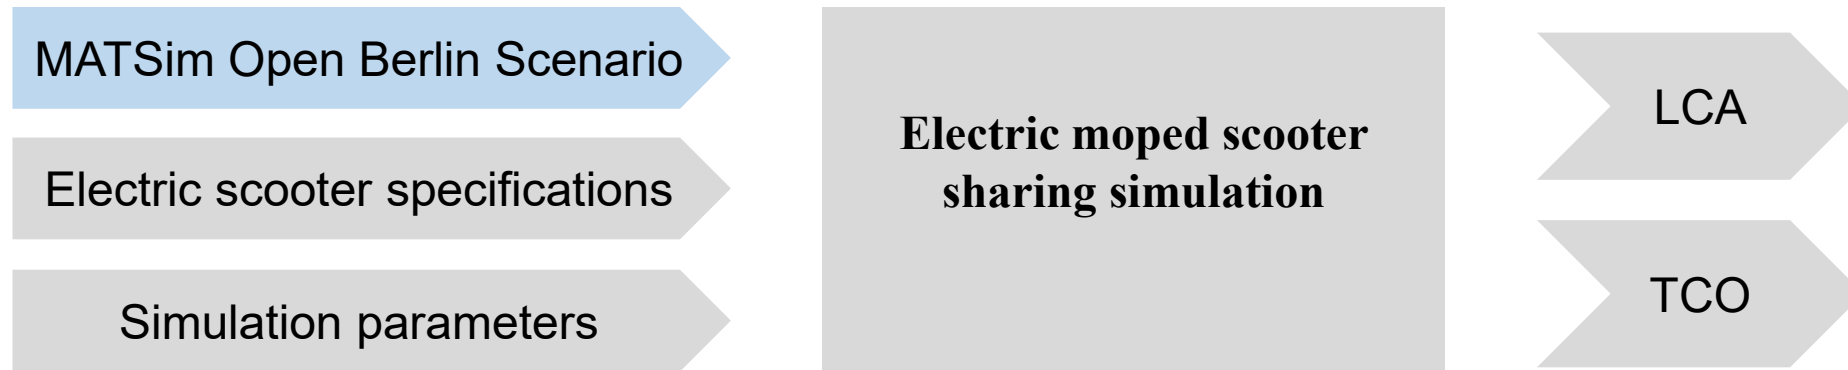 MATSim Open Berlin Scenario
Electric scooter specifications
Simulation parameters
Electric moped scooter
sharing simulation
LCA
TCO